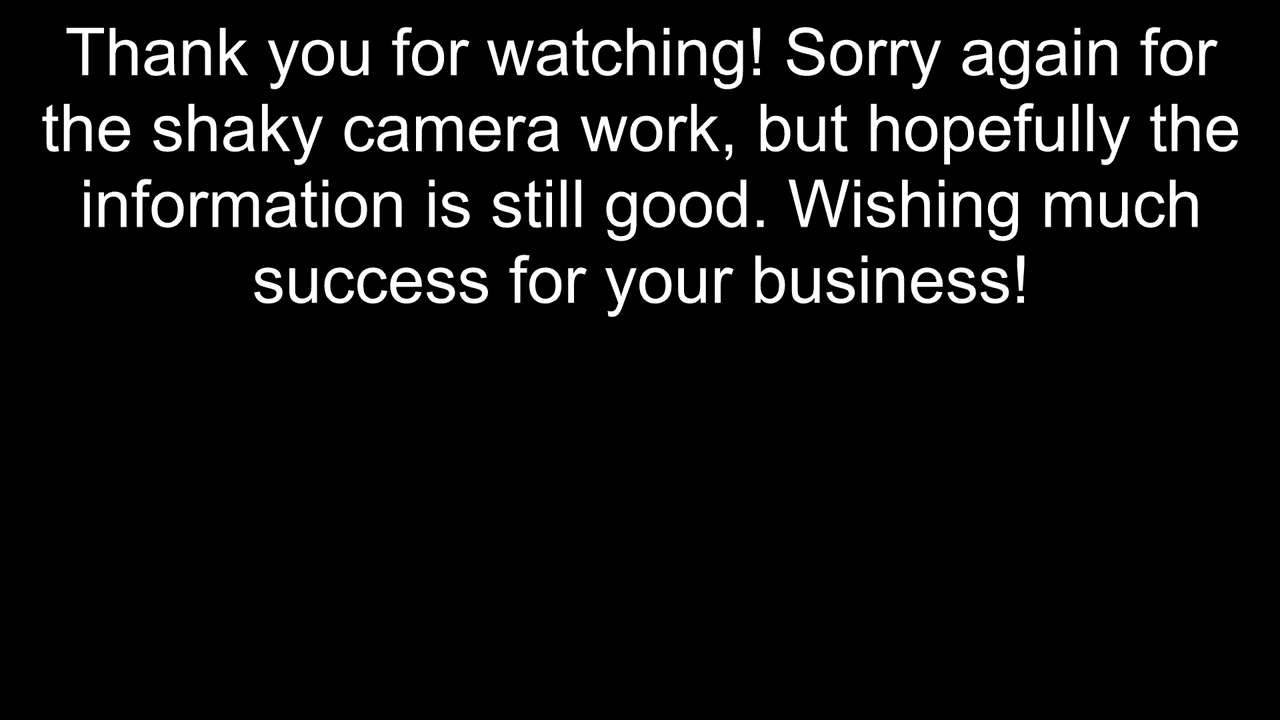 Thank you for watching! Sorry again for
the shaky camera work, but hopefully the
information is still good. Wishing much
success for your business!